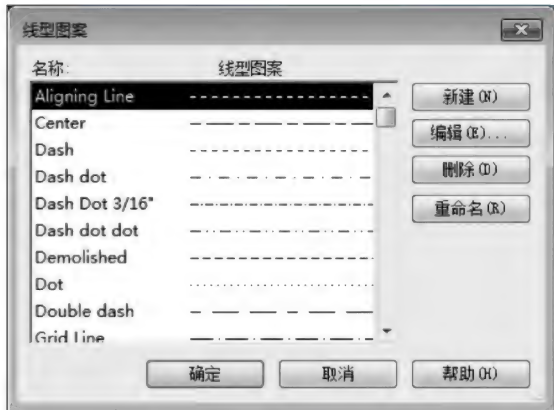 线型图案
名称: 线型图案
Aligning Line
Center
Dash
Dash dot
Dash Dot 3/16"
Dash dot dot
Demolished
Dot
Double dash
Grid Line
新建(N)
编辑(E)...
删除(D)
重命名(R)
确定 取消 帮助(H)